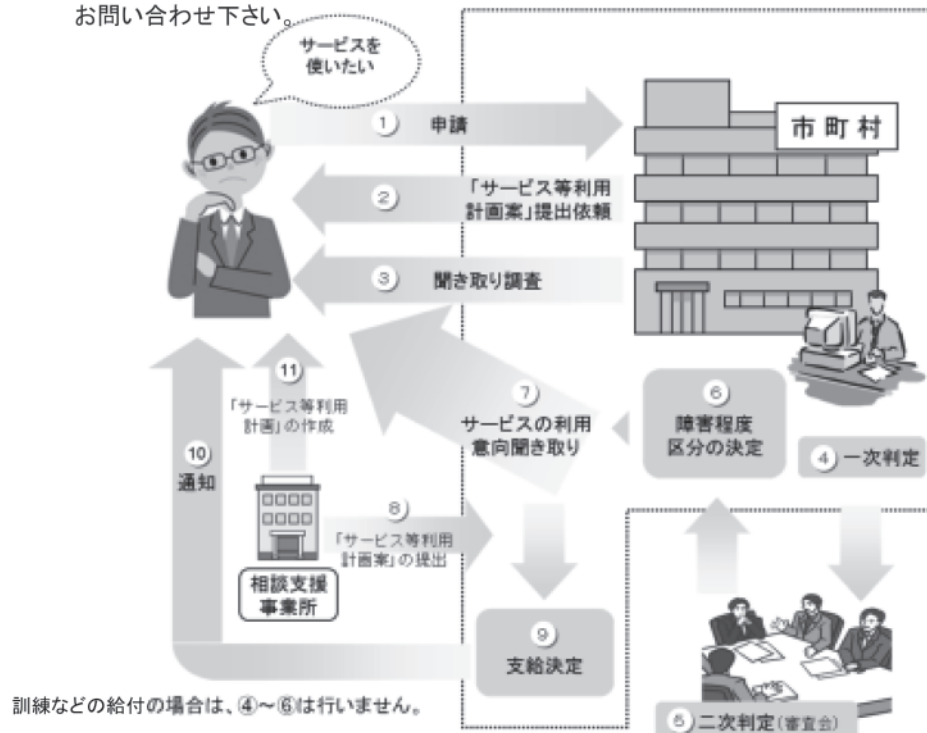 お問い合わせ下さい。
サービスを
使いたい
① 申請
市町村
② 「サービス等利用
計画案」提出依頼
③ 聞き取り調査
⑪
「サービス等利用
計画」の作成
⑦
サービスの利用
意向聞き取り
⑥
障害程度
区分の決定
④ 一次判定
⑩
通知
⑧
「サービス等利用
計画案」の提出
相談支援
事業所
⑨
支給決定
訓練などの給付の場合は、④~⑥は行いません。
⑤ 二次判定(審査会)